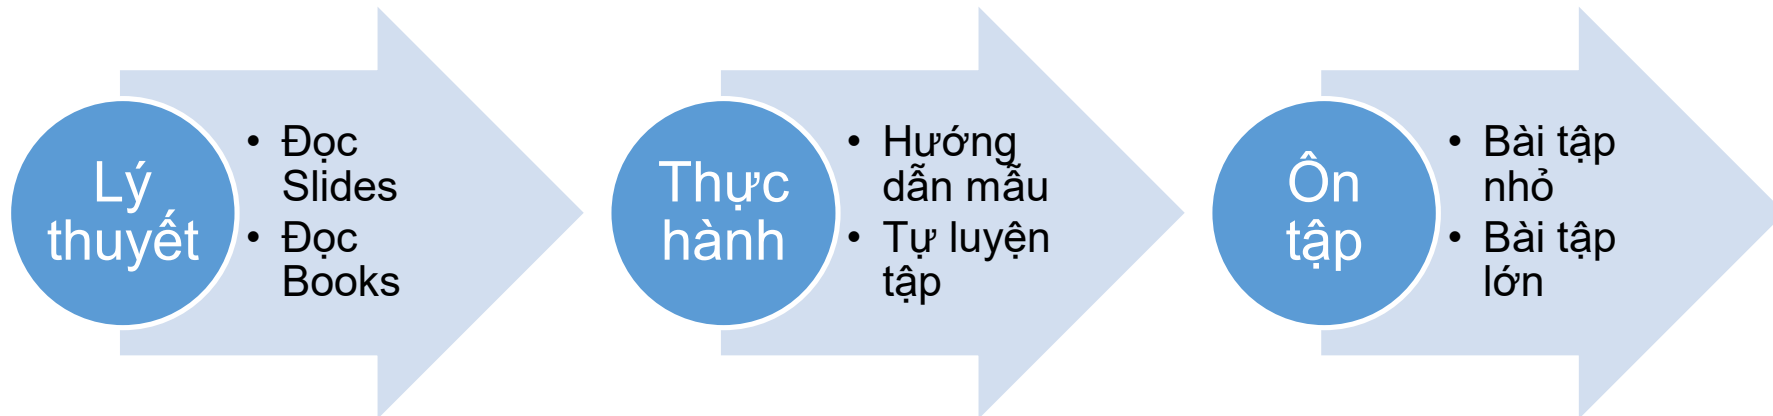 Lý
thuyết
• Đọc
Slides
• Đọc
Books
Thực
hành
• Hướng
dẫn mẫu
• Tự luyện
tập
Ôn
tập
• Bài tập
nhỏ
• Bài tập
lớn